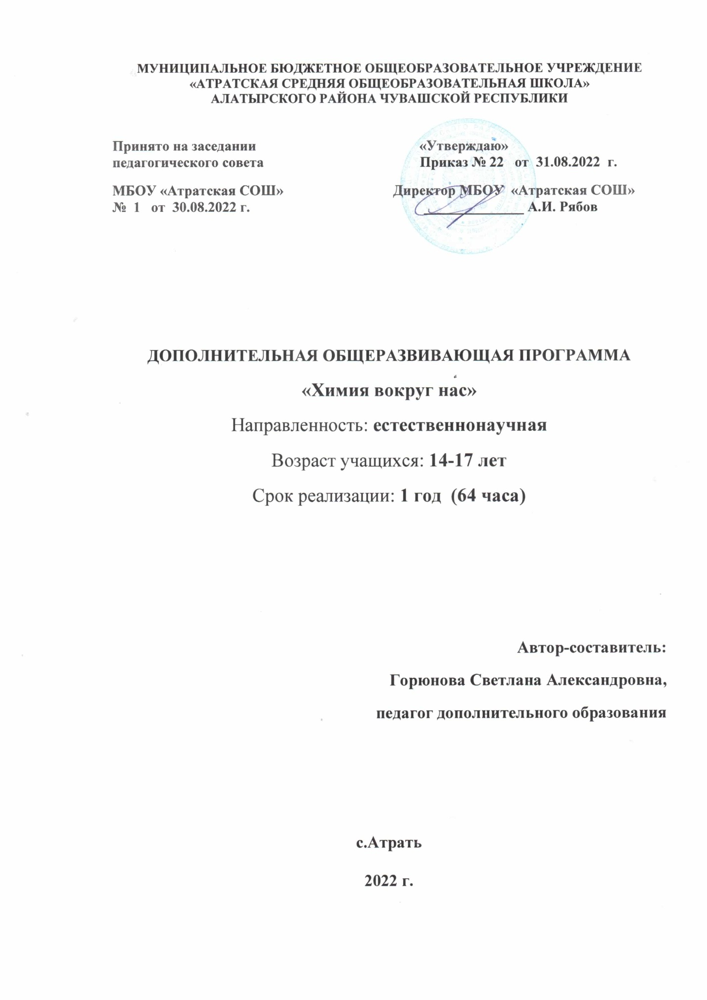 МУНИЦИПАЛЬНОЕ БЮДЖЕТНОЕ ОБЩЕОБРАЗОВАТЕЛЬНОЕ УЧРЕЖДЕНИЕ
«АТРАТСКАЯ СРЕДНЯЯ ОБЩЕОБРАЗОВАТЕЛЬНАЯ ШКОЛА»
АЛАТЫРСКОГО РАЙОНА ЧУВАШСКОЙ РЕСПУБЛИКИ
Принято на заседании
педагогического совета
МБОУ «Атратская СОШ»
№ 1 от 30.08.2022 г.
«Утверждаю»
Приказ № 22 от 31.08.2022 г.
Директор МБОУ «Атратская СОШ»
А.И. Рябов
ДОПОЛНИТЕЛЬНАЯ ОБЩЕРАЗВИВАЮЩАЯ ПРОГРАММА
«Химия вокруг нас»
Направленность: естественнонаучная
Возраст учащихся: 14-17 лет
Срок реализации: 1 год (64 часа)
Автор-составитель:
Горюнова Светлана Александровна,
педагог дополнительного образования
с.Атрать
2022 г.